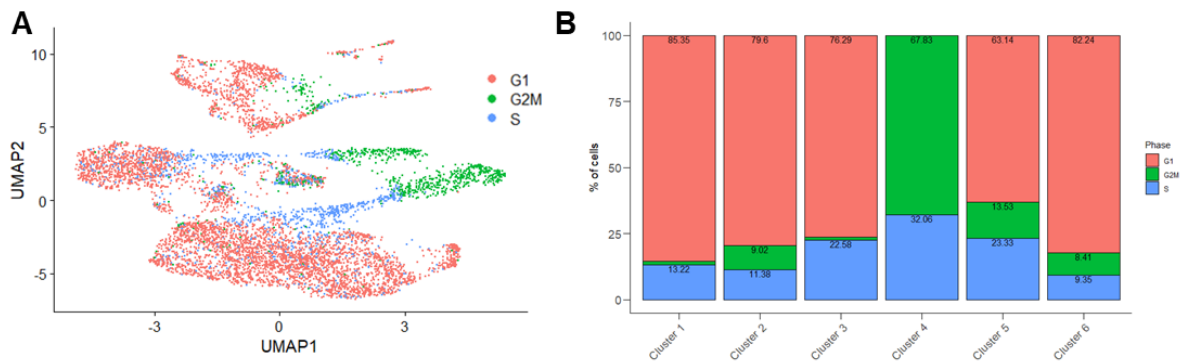 A
10
5
0
-5
UMAP2
-3
0
3
UMAP1
G1
G2M
S
B
100
75
50
25
0
% of cells
85.35
79.6
76.29
67.83
63.14
82.24
13.22
9.02
11.38
22.58
32.06
13.53
23.33
8.41
9.35
Cluster 1
Cluster 2
Cluster 3
Cluster 4
Cluster 5
Cluster 6
Phase
G1
G2M
S